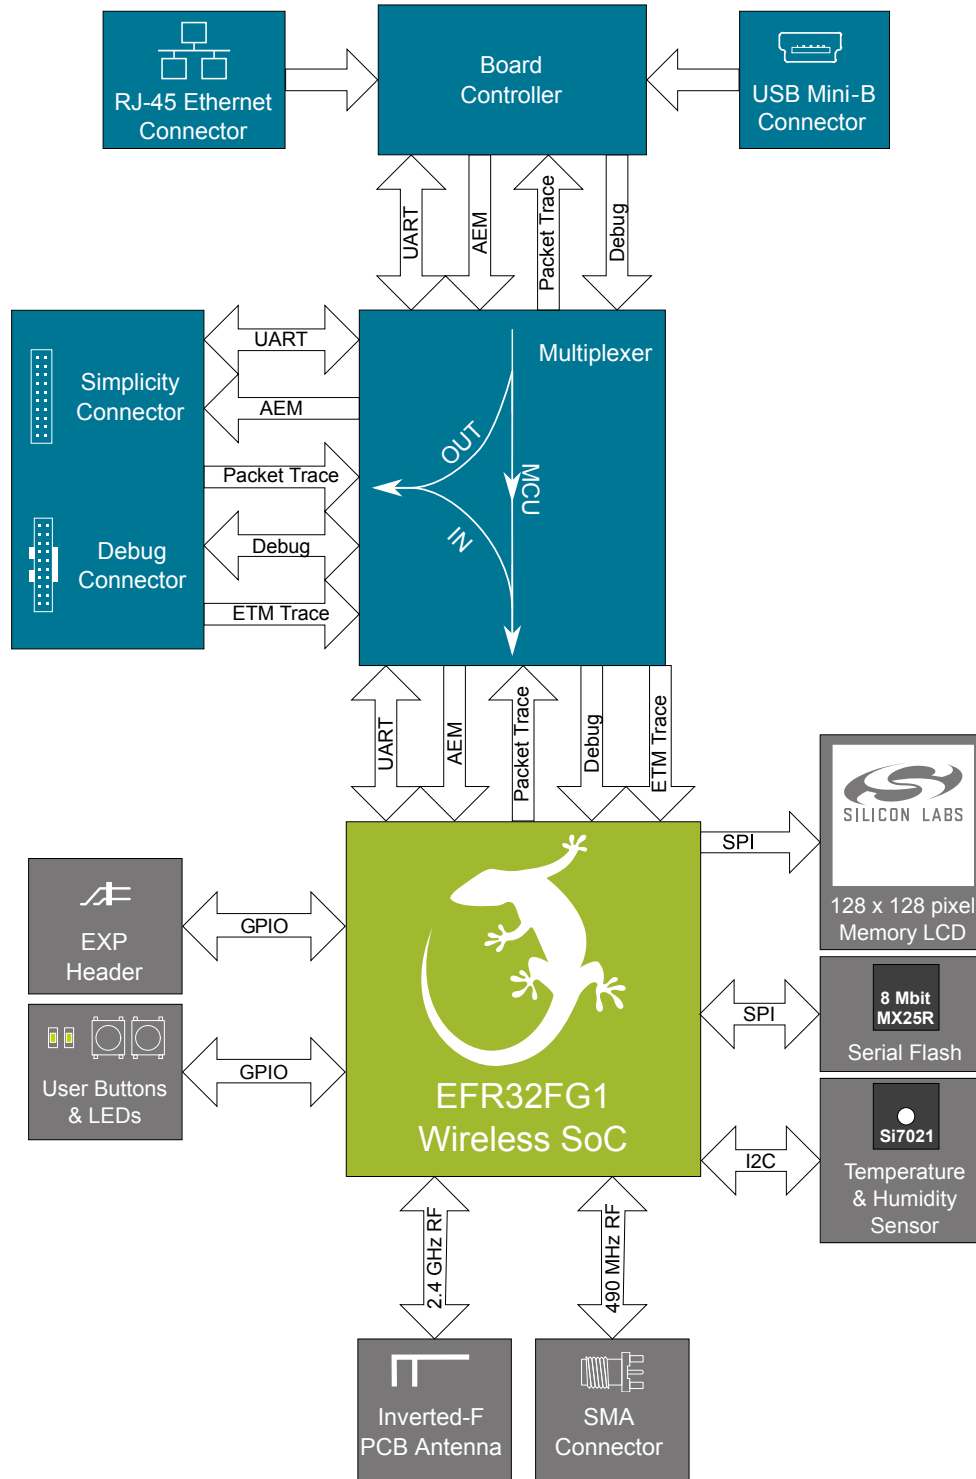 RJ-45 Ethernet
Connector
Board
Controller
USB Mini-B
Connector
UART
AEM
Packet Trace
Debug
Simplicity
Connector
Debug
Connector
UART
AEM
Packet Trace
Debug
ETM Trace
Multiplexer
OUT
IN
MCU
UART
AEM
Packet Trace
Debug
ETM Trace
SILICON LABS
128 x 128 pixel
Memory LCD
SPI
EXP
Header
GPIO
8 Mbit
MX25R
Serial Flash
SPI
User Buttons
& LEDs
GPIO
EFR32FG1
Wireless SoC
Si7021
Temperature
& Humidity
Sensor
I2C
2.4 GHz RF
490 MHz RF
Inverted-F
PCB Antenna
SMA
Connector